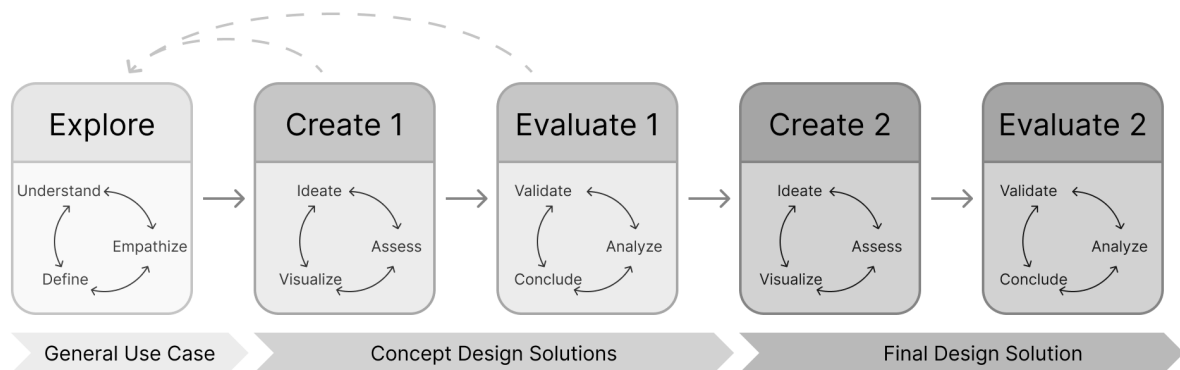 Explore
Understand
Empathize
Define
Create 1
Ideate
Assess
Visualize
Evaluate 1
Validate
Analyze
Conclude
Create 2
Ideate
Assess
Visualize
Evaluate 2
Validate
Analyze
Conclude
General Use Case
Concept Design Solutions
Final Design Solution